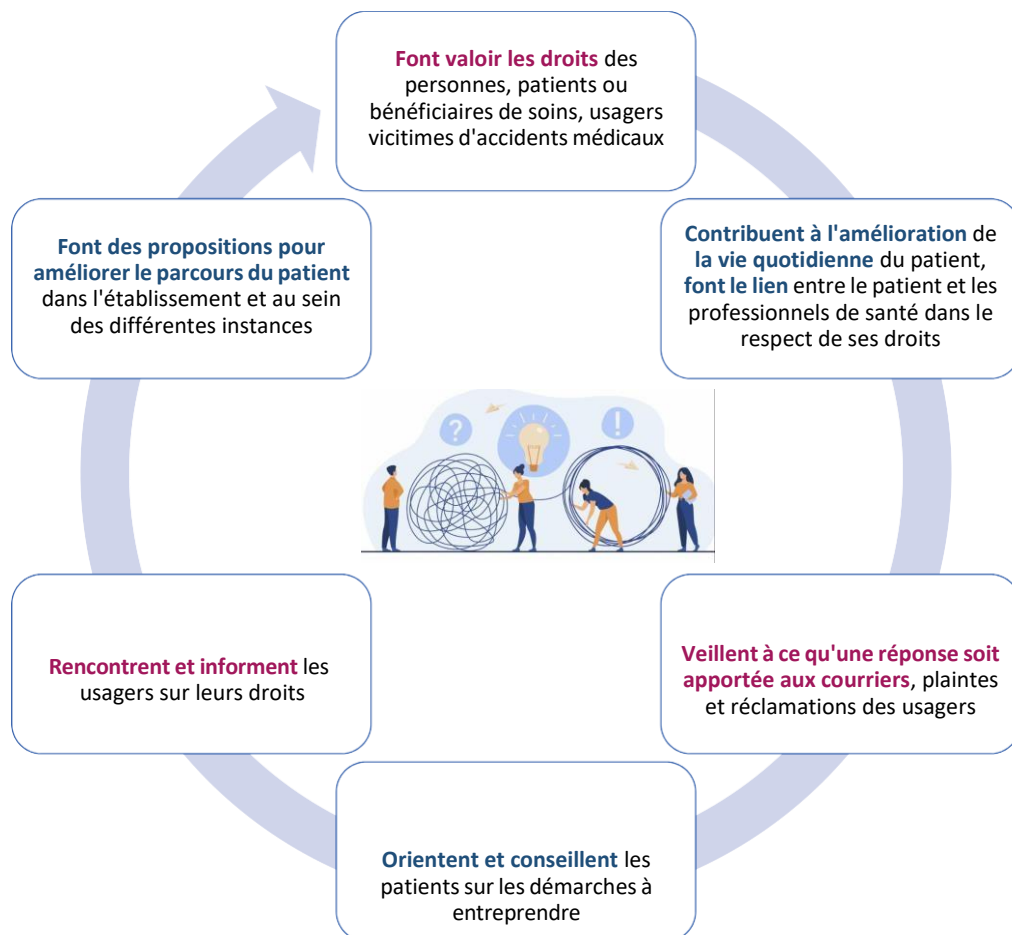 Font valoir les droits des
personnes, patients ou
bénéficiaires de soins, usagers
vicitimes d'accidents médicaux
Contribuent à l'amélioration de
la vie quotidienne du patient,
font le lien entre le patient et les
professionnels de santé dans le
respect de ses droits
Veillent à ce qu'une réponse soit
apportée aux courriers, plaintes
et réclamations des usagers
Orientent et conseillent les
patients sur les démarches à
entreprendre
Rencontrent et informent les
usagers sur leurs droits
Font des propositions pour
améliorer le parcours du patient
dans l'établissement et au sein
des différentes instances
? !